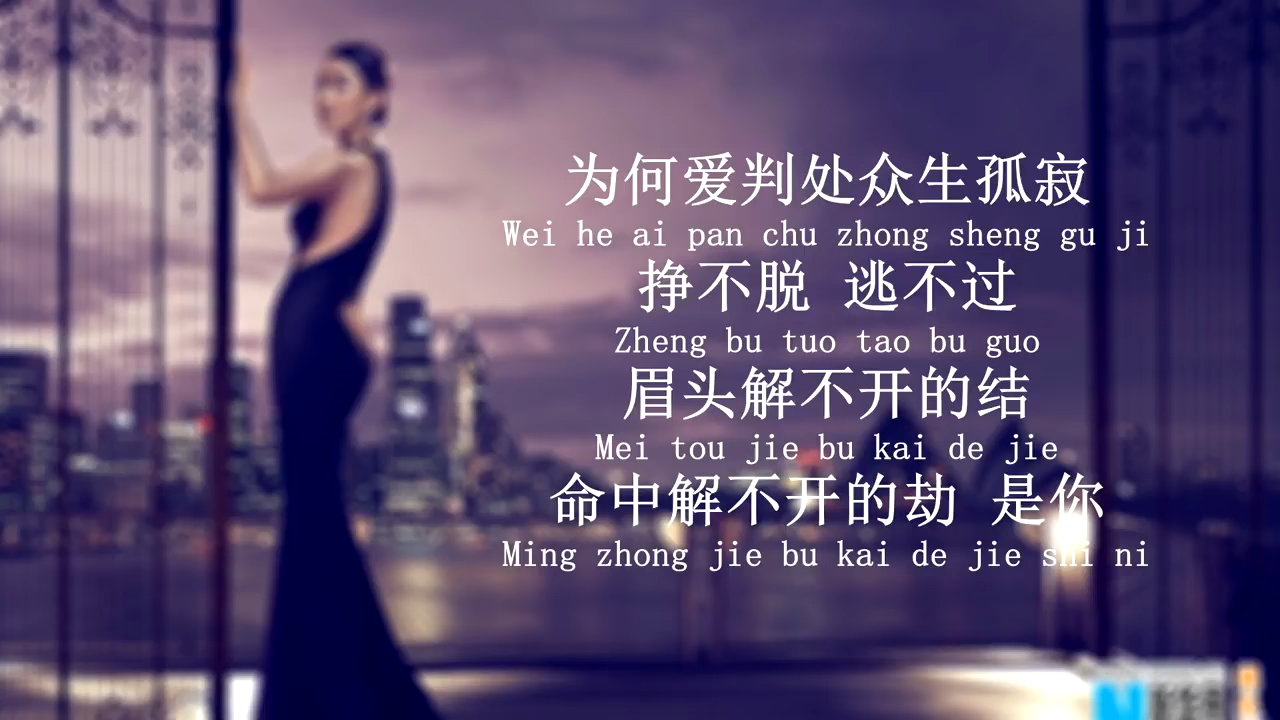 为何爱判处众生孤寂
Wei he ai pan chu zhong sheng gu ji
挣不脱 逃不过
Zheng bu tuo tao bu guo
眉头解不开的结
Mei tou jie bu kai de jie
命中解不开的劫 是你
Ming zhong jie bu kai de jie shi ni